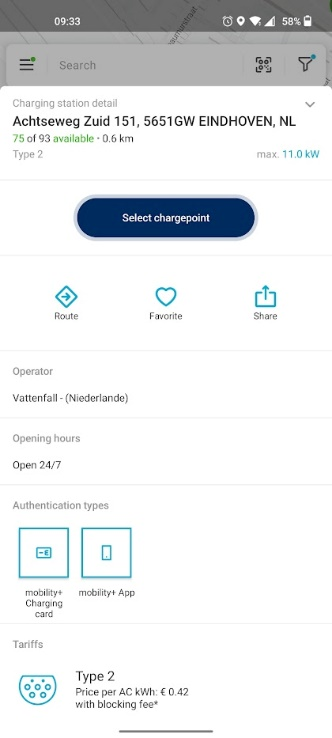 09:33
58%
Search
Charging station detail
Achtseweg Zuid 151, 5651GW EINDHOVEN, NL
75 of 93 available • 0.6 km
Type 2
max. 11.0 kW
Select chargepoint
Route
Favorite
Share
Operator
Vattenfall - (Niederlande)
Opening hours
Open 24/7
Authentication types
mobility+
Charging
card
mobility+ App
Tariffs
Type 2
Price per AC kWh: € 0.42
with blocking fee*